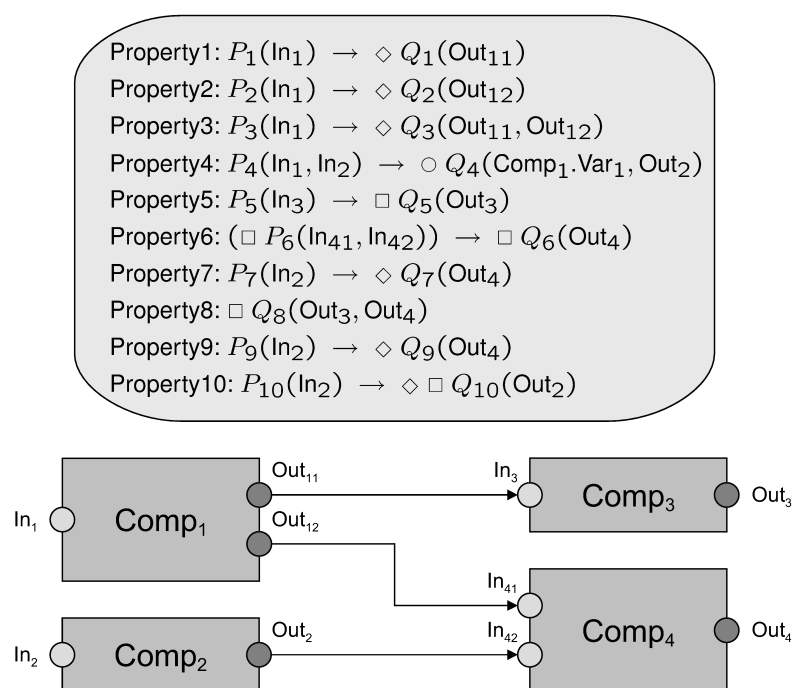 Property1: P₁(In₁) → ◇ Q₁(Out₁₁)
Property2: P₂(In₁) → ◇ Q₂(Out₁₂)
Property3: P₃(In₁) → ◇ Q₃(Out₁₁, Out₁₂)
Property4: P₄(In₁, In₂) → ○ Q₄(Comp₁.Var₁, Out₂)
Property5: P₅(In₃) → □ Q₅(Out₃)
Property6: (□ P₆(In₄₁, In₄₂)) → □ Q₆(Out₄)
Property7: P₇(In₂) → ◇ Q₇(Out₄)
Property8: □ Q₈(Out₃, Out₄)
Property9: P₉(In₂) → ◇ Q₉(Out₄)
Property10: P₁₀(In₂) → ◇ □ Q₁₀(Out₂)
Out₁₁
In₃
In₁
Comp₁
Out₁₂
Comp₃
Out₃
In₄₁
In₂
Comp₂
Out₂
In₄₂
Comp₄
Out₄